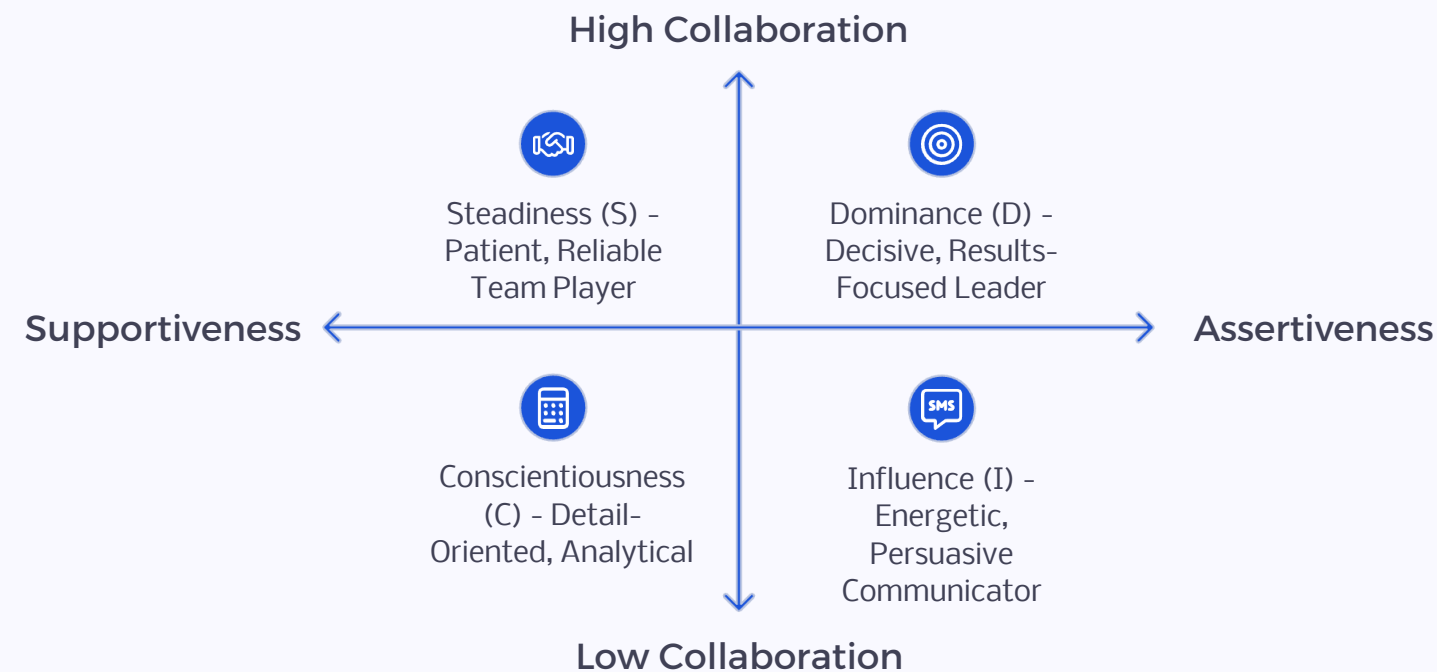 High Collaboration
Steadiness (S) -
Patient, Reliable
Team Player
Dominance (D) -
Decisive, Results-
Focused Leader
Supportiveness
Assertiveness
Conscientiousness
(C) - Detail-
Oriented, Analytical
SMS
Influence (I) -
Energetic,
Persuasive
Communicator
Low Collaboration